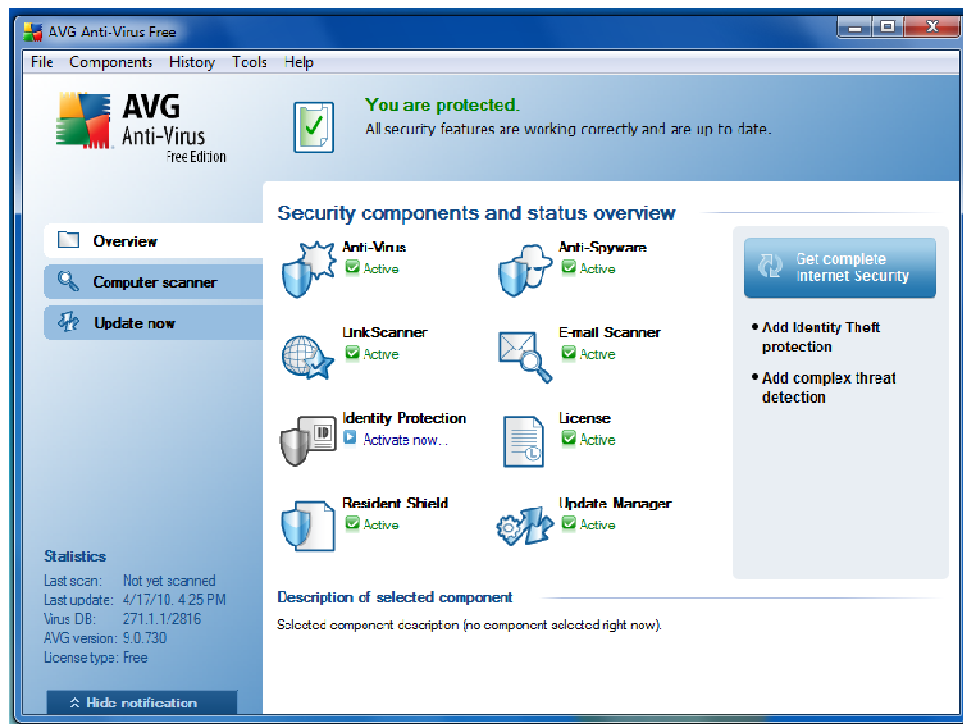 AVG Anti-Virus Free
File Components History Tools Help
AVG
Anti-Virus
Free Edition
You are protected.
All security features are working correctly and are up to date.
Overview
Computer scanner
Update now
Security components and status overview
Anti-Virus
Active
Anti-Spyware
Active
LinkScanner
Active
E-mail Scanner
Active
Identity Protection
Activate now...
License
Active
Resident Shield
Active
Update Manager
Active
Get complete
Internet Security
• Add Identity Theft
protection
• Add complex threat
detection
Statistics
Last scan: Not yet scanned
Last update: 4/17/10, 4:25 PM
Virus DB: 271.1.1/2816
AVG version: 9.0.730
License type: Free
Description of selected component
Selected component description (no component selected right now).
Hide notification